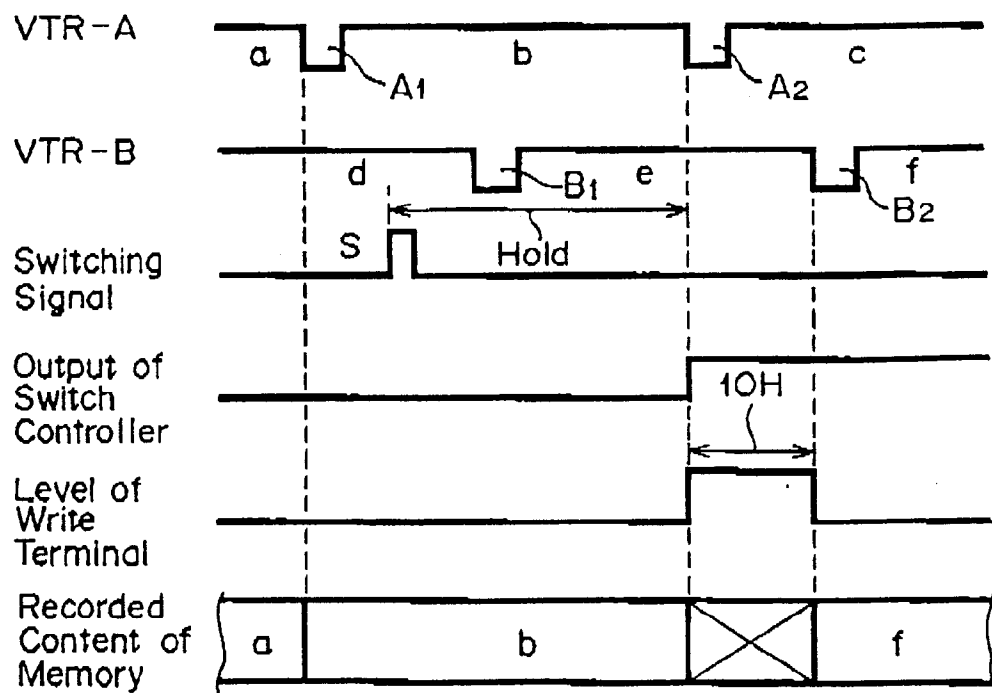 VTR-A
a
A1
b
A2
c
VTR-B
d
B1
e
B2
f
Hold
S
Switching
Signal
Output of
Switch
Controller
10H
Level of
Write
Terminal
Recorded
Content of
Memory
a
b
f